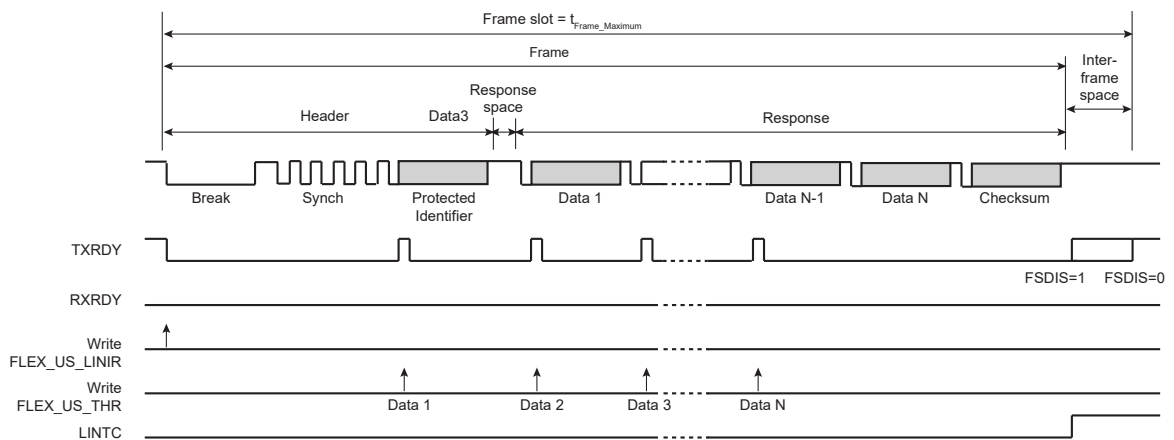 Frame slot = tFrame_Maximum
Frame
Inter-
frame
space
Response
space
Header
Data3
Response
Break
Synch
Protected
Identifier
Data 1
Data N-1
Data N
Checksum
TXRDY
FSDIS=1
FSDIS=0
RXRDY
Write
FLEX_US_LINIR
Write
FLEX_US_THR
Data 1
Data 2
Data 3
Data N
LINTC